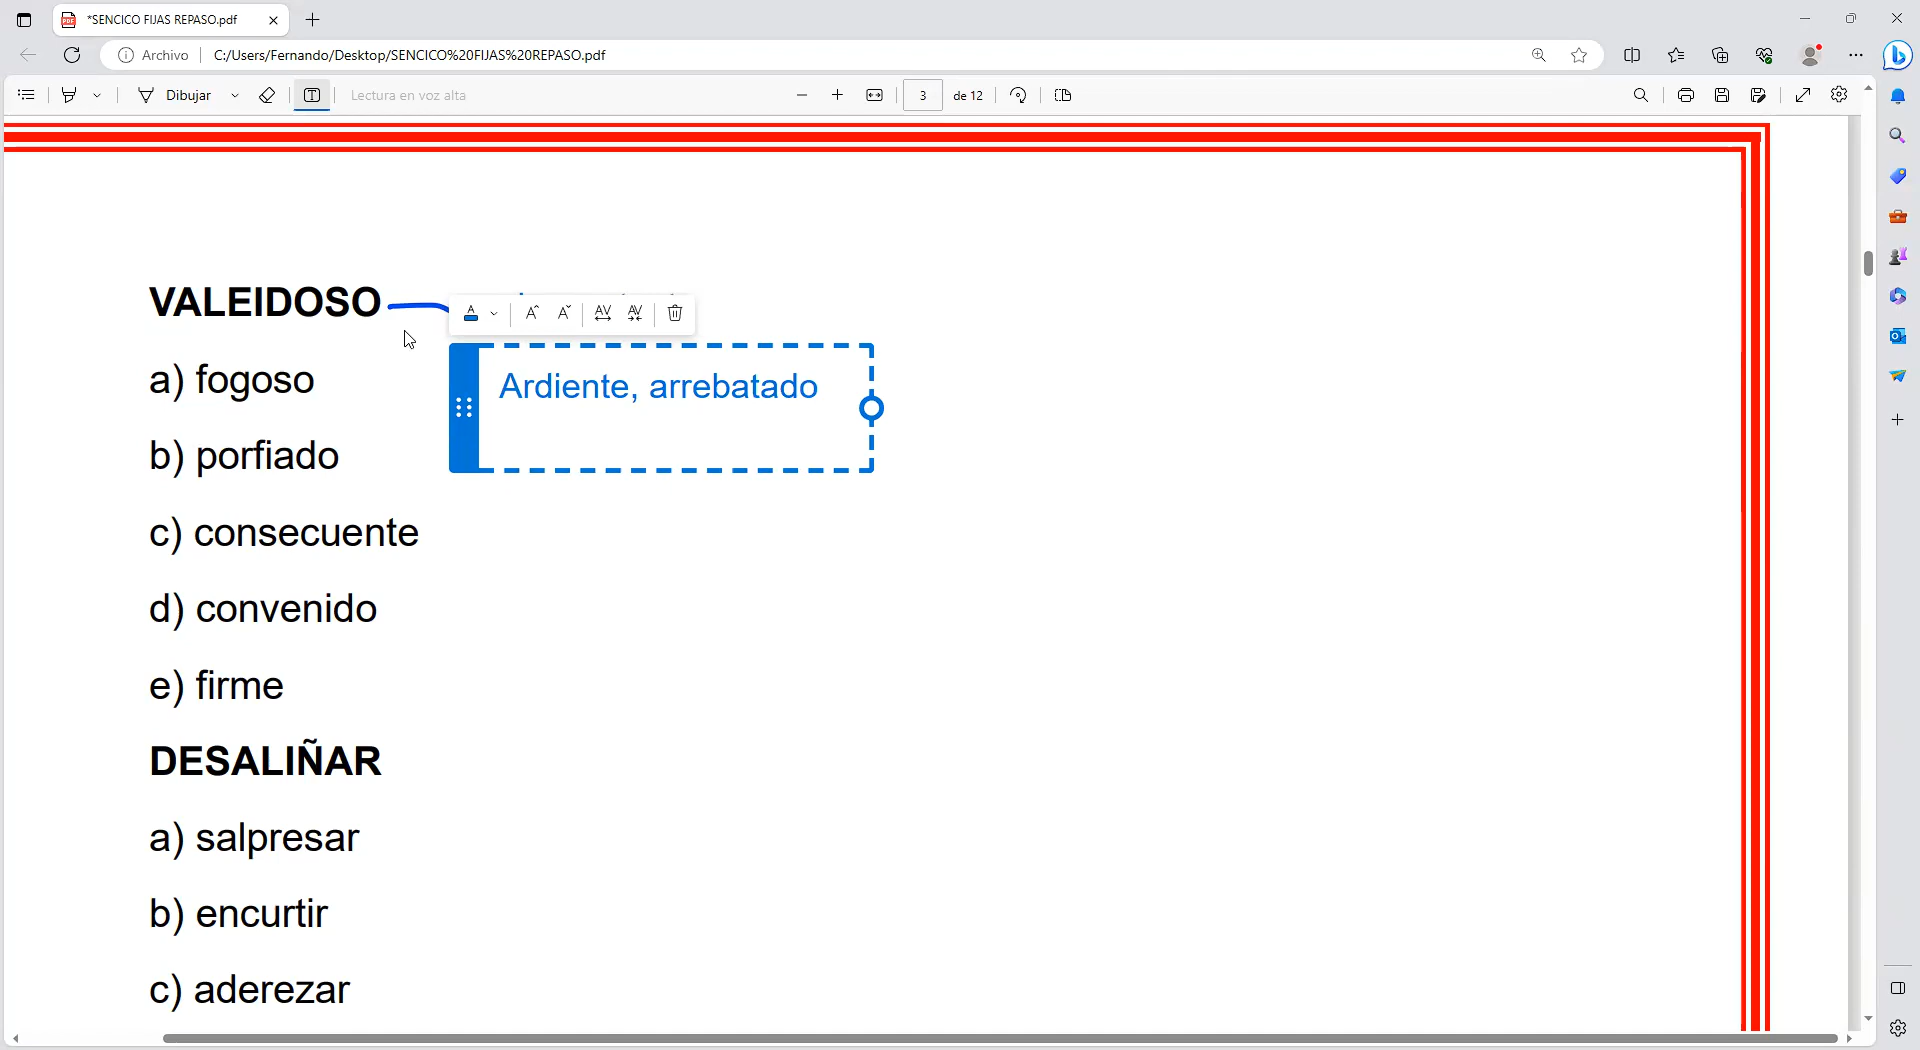 *SENCICO FIJAS REPASO.pdf
Archivo C:/Users/Fernando/Desktop/SENCICO%20FIJAS%20REPASO.pdf
Dibujar Lectura en voz alta 3 de 12
VALEIDOSO
a) fogoso
Ardiente, arrebatado
b) porfiado
c) consecuente
d) convenido
e) firme
DESALIÑAR
a) salpresar
b) encurtir
c) aderezar